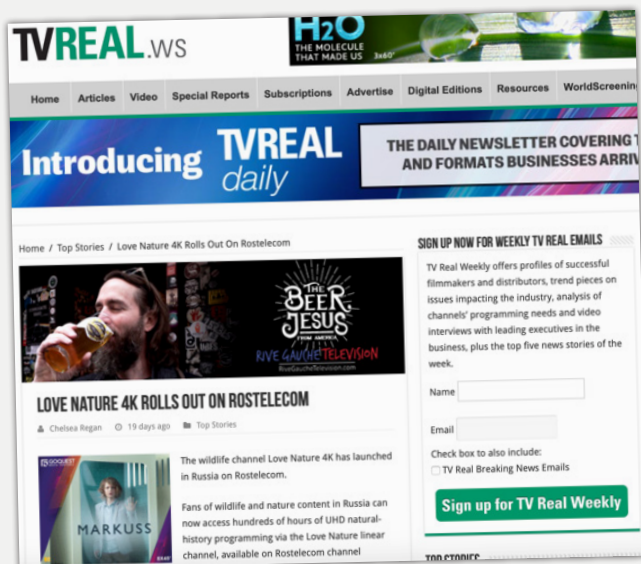 TVREAL.WS
H2O
THE MOLECULE
THAT MADE US 3x60'
Home Articles Video Special Reports Subscriptions Advertise Digital Editions Resources WorldScreening
Introducing TVREAL daily
THE DAILY NEWSLETTER COVERING
AND FORMATS BUSINESSES
Home / Top Stories / Love Nature 4K Rolls Out On Rostelecom
THE
BEER
JESUS
FROM AMERICA
RIVE GAUCHE TELEVISION
RiveGaucheTelevision.com
LOVE NATURE 4K ROLLS OUT ON ROSTELECOM
Chelsea Regan 19 days ago Top Stories
GOQUEST
MARKUSS
The wildlife channel Love Nature 4K has launched
in Russia on Rostelecom.
Fans of wildlife and nature content in Russia can
now access hundreds of hours of UHD natural-
history programming via the Love Nature linear
channel, available on Rostelecom channel
SIGN UP NOW FOR WEEKLY TV REAL EMAILS
TV Real Weekly offers profiles of successful
filmmakers and distributors, trend pieces on
issues impacting the industry, analysis of
channels' programming needs and video
interviews with leading executives in the
business, plus the top five news stories of the
week.
Name
Email
Check box to also include:
TV Real Breaking News Emails
Sign up for TV Real Weekly
TOP STORIES